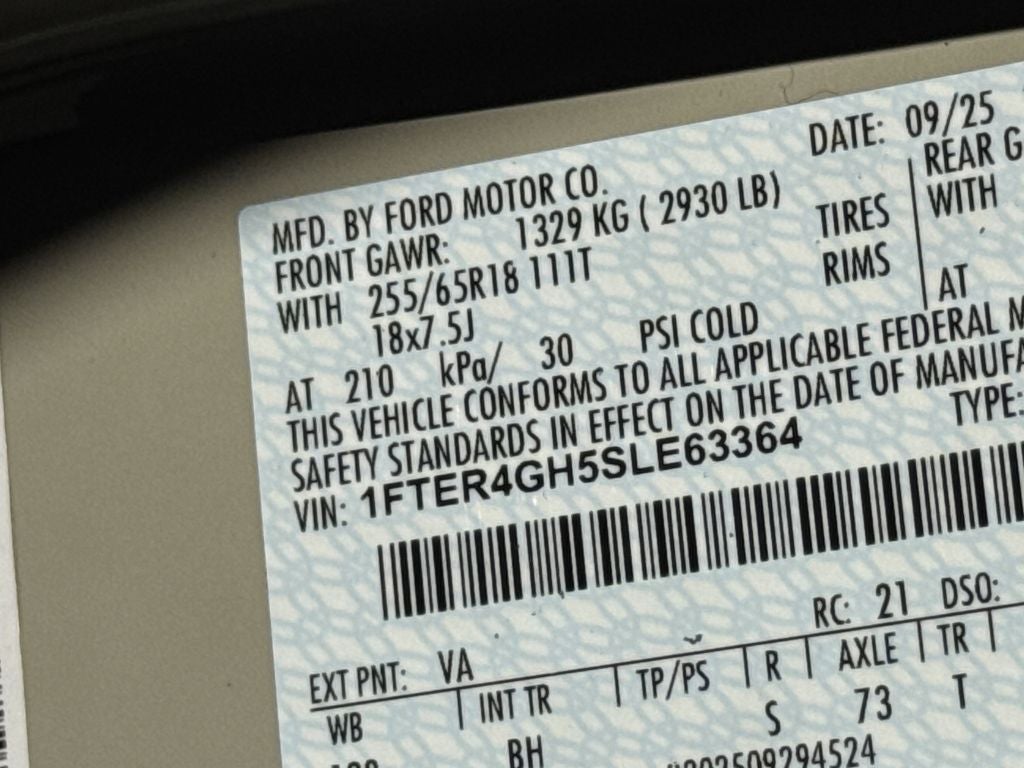 DATE: 09/25
MFD. BY FORD MOTOR CO.
FRONT GAWR: 1329 KG ( 2930 LB)
REAR G
WITH 255/65R18 111T TIRES
WITH
18x7.5J RIMS
AT 210 kPa/ 30 PSI COLD
AT
THIS VEHICLE CONFORMS TO ALL APPLICABLE FEDERAL M
SAFETY STANDARDS IN EFFECT ON THE DATE OF MANUFA
VIN: 1FTER4GH5SLE63364
TYPE:
RC: 21 DSO:
EXT PNT: VA
WB INT TR TP/PS R AXLE TR
BH S 73 T